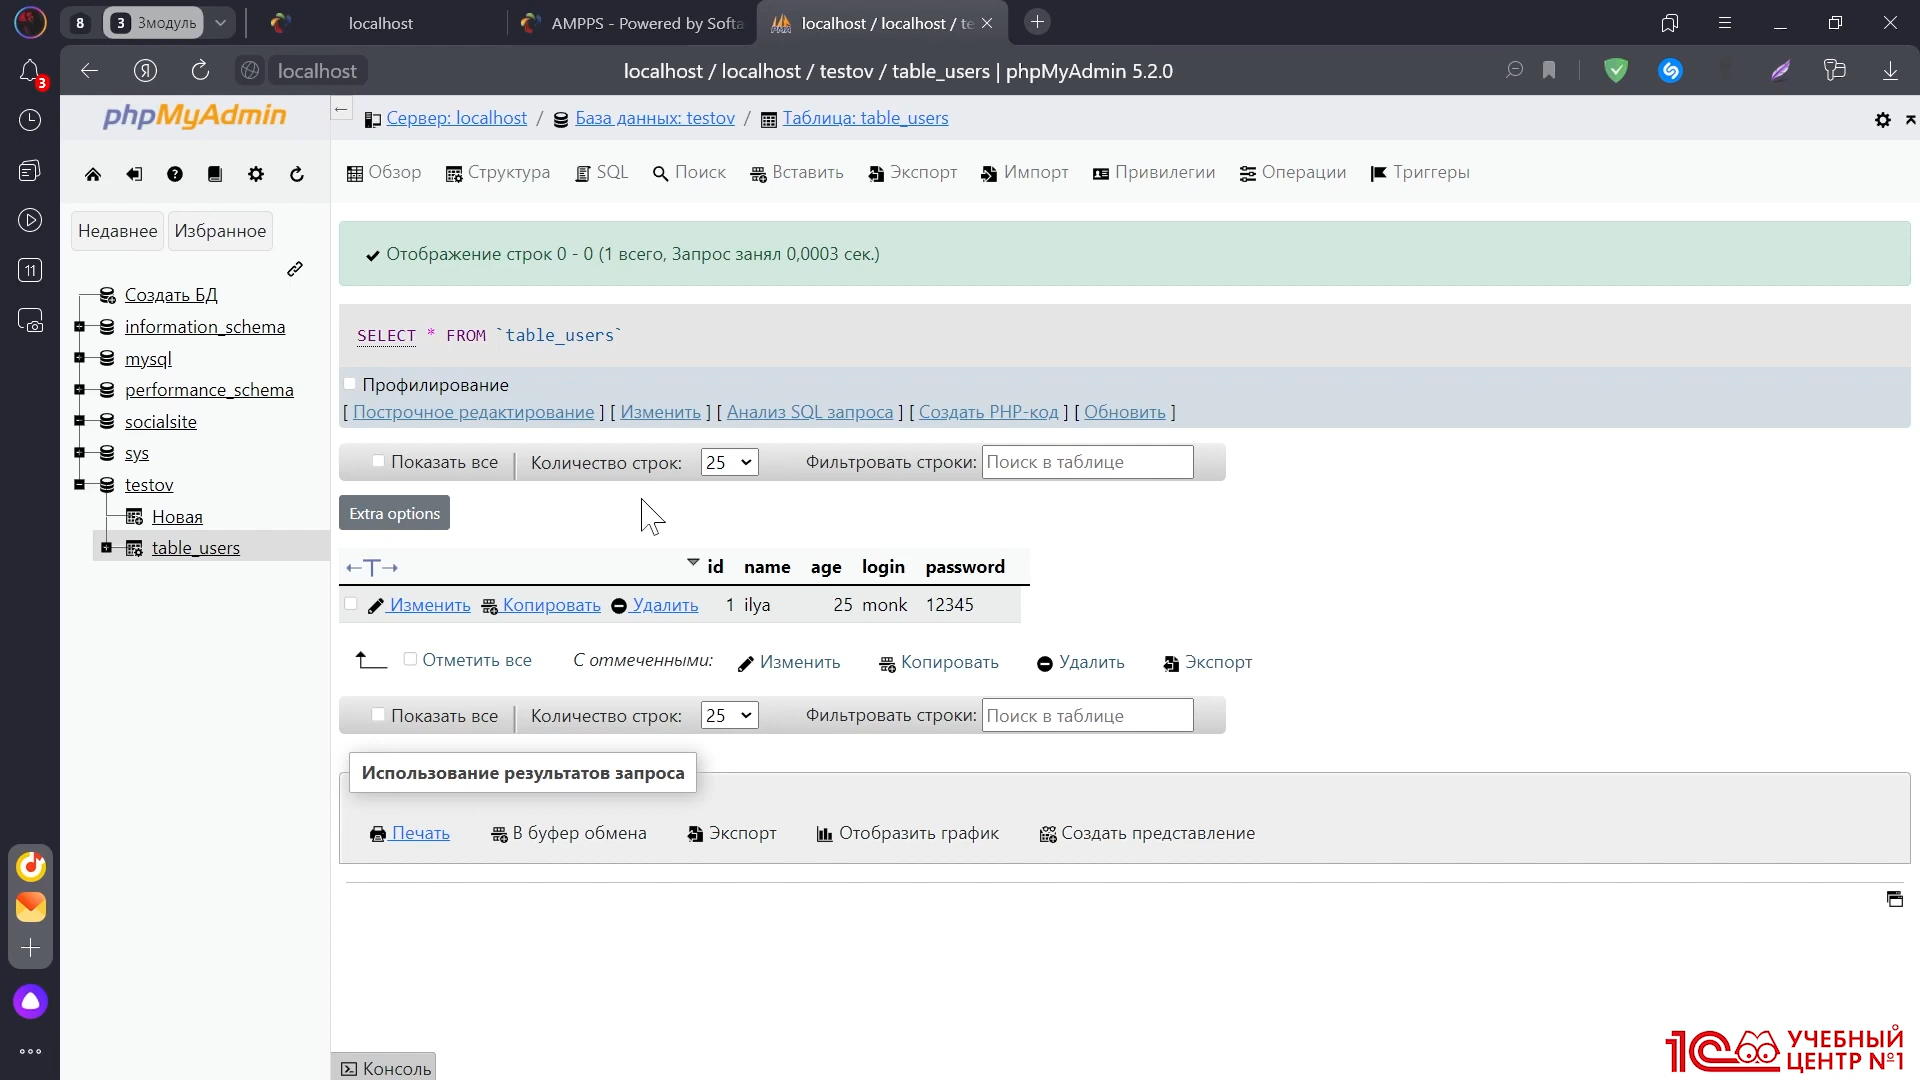 8
3 3модуль
localhost
AMPPS - Powered by Softa
localhost / localhost / te
3
localhost
localhost / localhost / testov / table_users | phpMyAdmin 5.2.0
11
phpMyAdmin
Недавнее
Избранное
Создать БД
information_schema
mysql
performance_schema
socialsite
sys
testov
Новая
table_users
Сервер: localhost / База данных: testov / Таблица: table_users
Обзор Структура SQL Поиск Вставить Экспорт Импорт Привилегии Операции Триггеры
Отображение строк 0 - 0 (1 всего, Запрос занял 0,0003 сек.)
SELECT * FROM `table_users`
Профилирование
[ Построчное редактирование ] [ Изменить ] [ Анализ SQL запроса ] [ Создать PHP-код ] [ Обновить ]
Показать все Количество строк: 25 Фильтровать строки: Поиск в таблице
Extra options
id name age login password
Изменить Копировать Удалить 1 ilya 25 monk 12345
Отметить все С отмеченными: Изменить Копировать Удалить Экспорт
Показать все Количество строк: 25 Фильтровать строки: Поиск в таблице
Использование результатов запроса
Печать В буфер обмена Экспорт Отобразить график Создать представление
Консоль
1С УЧЕБНЫЙ
ЦЕНТР №1